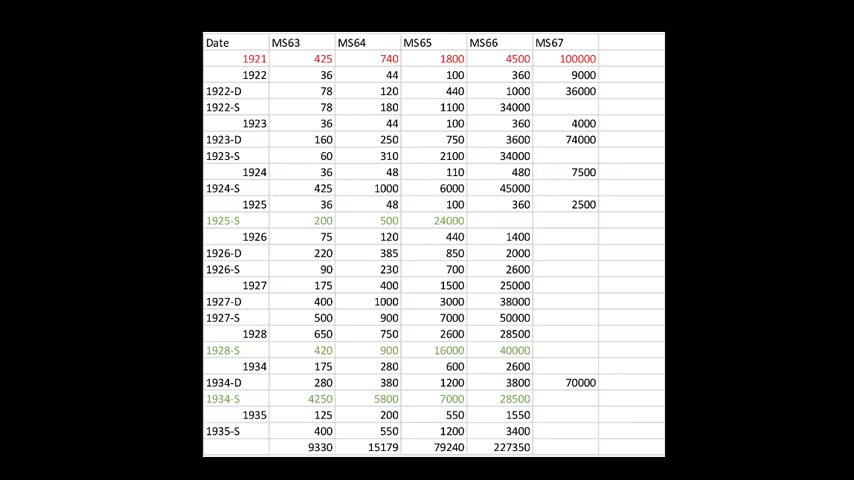 Date MS63 MS64 MS65 MS66 MS67
1921 425 740 1800 4500 100000
1922 36 44 100 360 9000
1922-D 78 120 440 1000 36000
1922-S 78 180 1100 34000
1923 36 44 100 360 4000
1923-D 160 250 750 3600 74000
1923-S 60 310 2100 34000
1924 36 48 110 480 7500
1924-S 425 1000 6000 45000
1925 36 48 100 360 2500
1925-S 200 500 24000
1926 75 120 440 1400
1926-D 220 385 850 2000
1926-S 90 230 700 2600
1927 175 400 1500 25000
1927-D 400 1000 3000 38000
1927-S 500 900 7000 50000
1928 650 750 2600 28500
1928-S 420 900 16000 40000
1934 175 280 600 2600
1934-D 280 380 1200 3800 70000
1934-S 4250 5800 7000 28500
1935 125 200 550 1550
1935-S 400 550 1200 3400
9330 15179 79240 227350